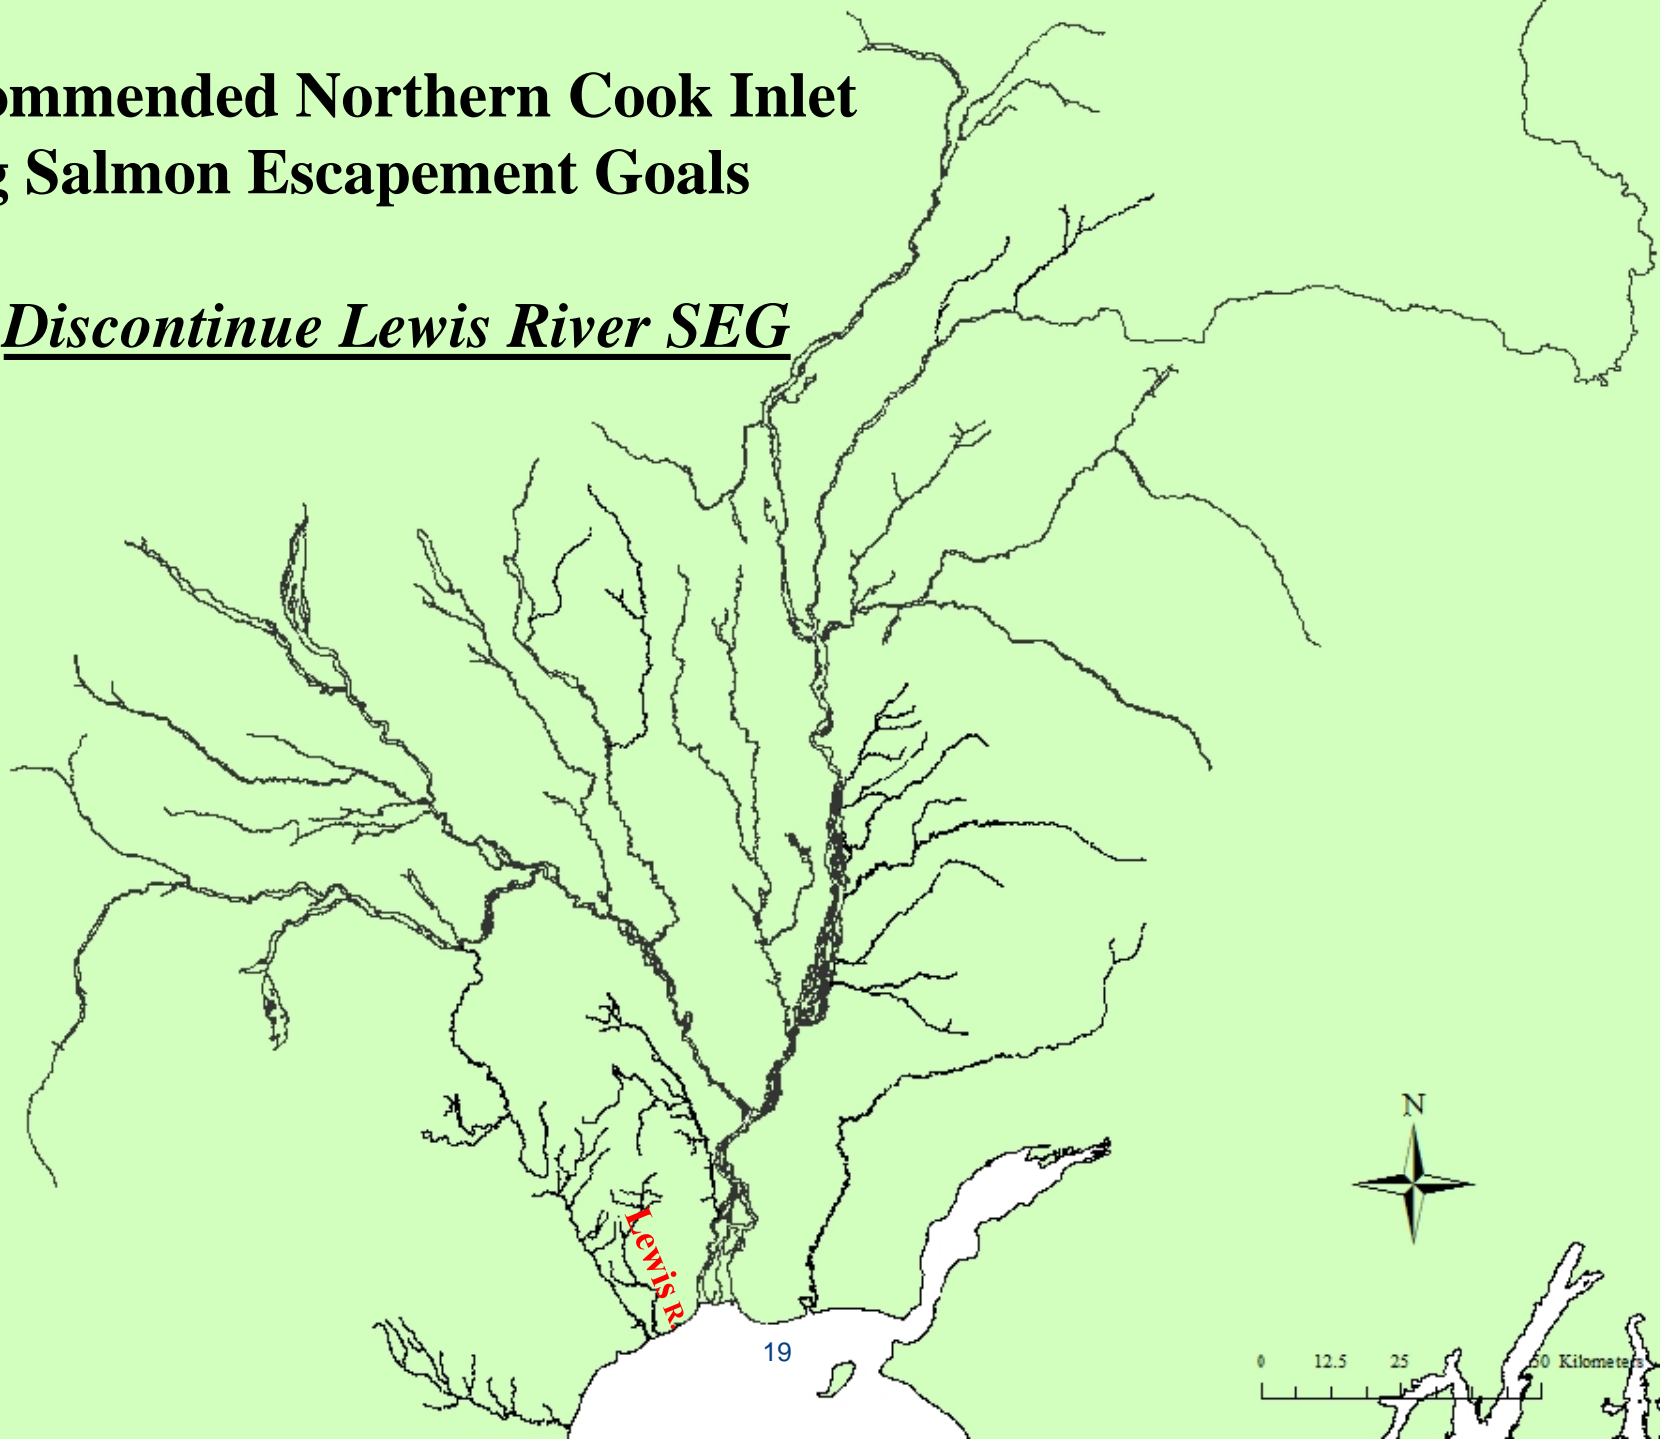 ommended Northern Cook Inlet
g Salmon Escapement Goals
Discontinue Lewis River SEG
N
Lewis R.
19
0 12.5 25 50 Kilometers